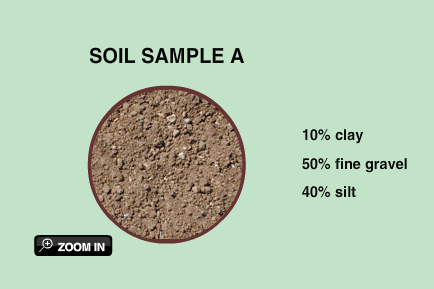 SOIL SAMPLE A
10% clay
50% fine gravel
40% silt
ZOOM IN